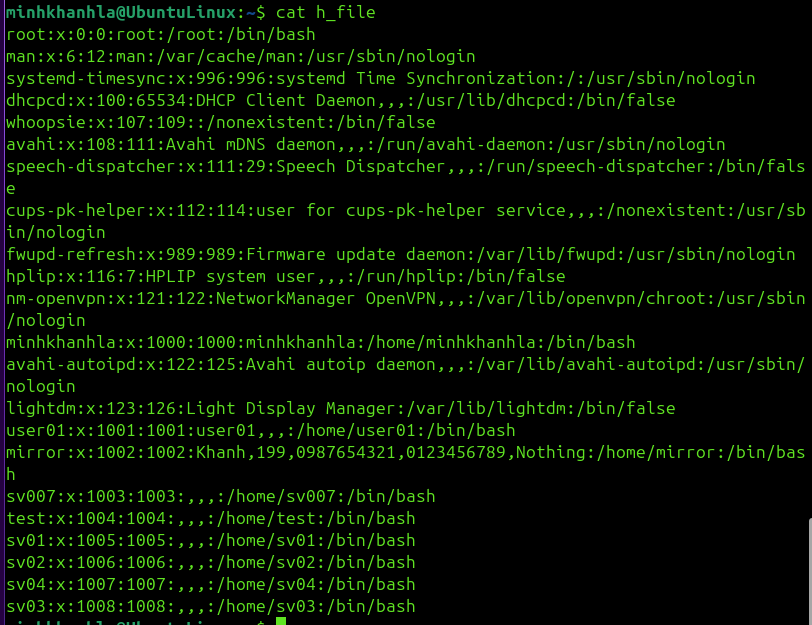 minhkhanhla@UbuntuLinux:~$ cat h_file
root:x:0:0:root:/root:/bin/bash
man:x:6:12:man:/var/cache/man:/usr/sbin/nologin
systemd-timesync:x:996:996:systemd Time Synchronization:/:/usr/sbin/nologin
dhcpcd:x:100:65534:DHCP Client Daemon,,,:/usr/lib/dhcpcd:/bin/false
whoopsie:x:107:109::/nonexistent:/bin/false
avahi:x:108:111:Avahi mDNS daemon,,,:/run/avahi-daemon:/usr/sbin/nologin
speech-dispatcher:x:111:29:Speech Dispatcher,,,:/run/speech-dispatcher:/bin/fals
e
cups-pk-helper:x:112:114:user for cups-pk-helper service,,,:/nonexistent:/usr/sb
in/nologin
fwupd-refresh:x:989:989:Firmware update daemon:/var/lib/fwupd:/usr/sbin/nologin
hplip:x:116:7:HPLIP system user,,,:/run/hplip:/bin/false
nm-openvpn:x:121:122:NetworkManager OpenVPN,,,:/var/lib/openvpn/chroot:/usr/sbin
/nologin
minhkhanhla:x:1000:1000:minhkhanhla:/home/minhkhanhla:/bin/bash
avahi-autoipd:x:122:125:Avahi autoip daemon,,,:/var/lib/avahi-autoipd:/usr/sbin/
nologin
lightdm:x:123:126:Light Display Manager:/var/lib/lightdm:/bin/false
user01:x:1001:1001:user01,,,:/home/user01:/bin/bash
mirror:x:1002:1002:Khanh,199,0987654321,0123456789,Nothing:/home/mirror:/bin/bas
h
sv007:x:1003:1003:,,,:/home/sv007:/bin/bash
test:x:1004:1004:,,,:/home/test:/bin/bash
sv01:x:1005:1005:,,,:/home/sv01:/bin/bash
sv02:x:1006:1006:,,,:/home/sv02:/bin/bash
sv04:x:1007:1007:,,,:/home/sv04:/bin/bash
sv03:x:1008:1008:,,,:/home/sv03:/bin/bash
minhkhanhla@UbuntuLinux:~$